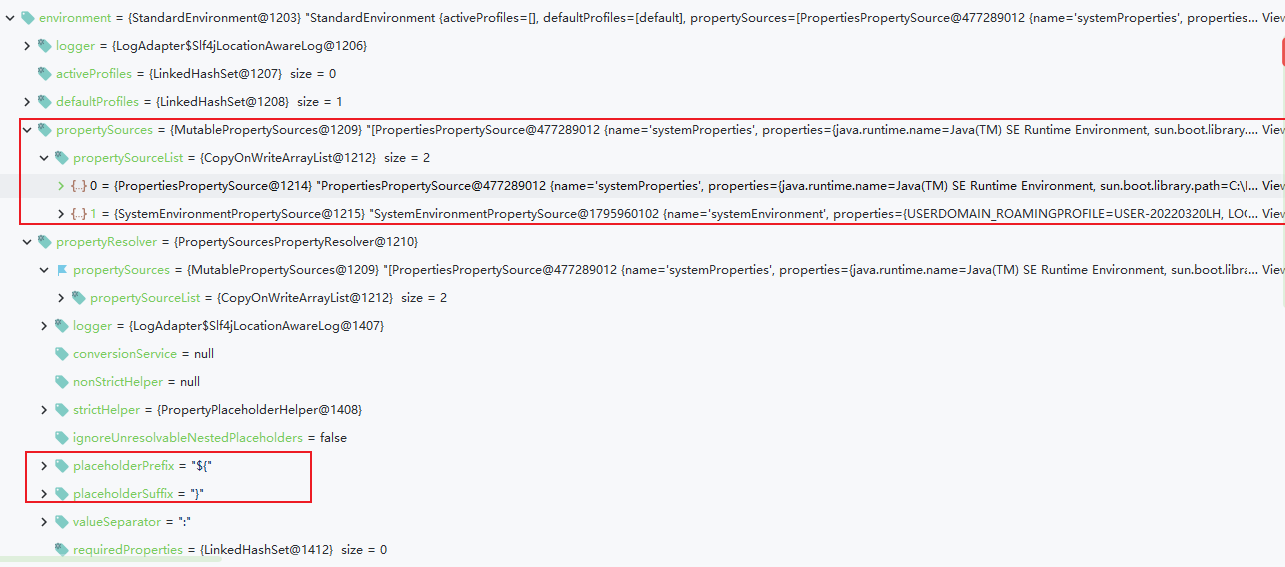 environment = {StandardEnvironment@1203} "StandardEnvironment {activeProfiles=[], defaultProfiles=[default], propertySources=[PropertiesPropertySource@477289012 {name='systemProperties', properties... View
logger = {LogAdapter$Slf4jLocationAwareLog@1206}
activeProfiles = {LinkedHashSet@1207} size = 0
defaultProfiles = {LinkedHashSet@1208} size = 1
propertySources = {MutablePropertySources@1209} "[PropertiesPropertySource@477289012 {name='systemProperties', properties={java.runtime.name=Java(TM) SE Runtime Environment, sun.boot.library.... View
propertySourceList = {CopyOnWriteArrayList@1212} size = 2
{...} 0 = {PropertiesPropertySource@1214} "PropertiesPropertySource@477289012 {name='systemProperties', properties={java.runtime.name=Java(TM) SE Runtime Environment, sun.boot.library.path=C:\... View
{...} 1 = {SystemEnvironmentPropertySource@1215} "SystemEnvironmentPropertySource@1795960102 {name='systemEnvironment', properties={USERDOMAIN_ROAMINGPROFILE=USER-20220320LH, LO... View
propertyResolver = {PropertySourcesPropertyResolver@1210}
propertySources = {MutablePropertySources@1209} "[PropertiesPropertySource@477289012 {name='systemProperties', properties={java.runtime.name=Java(TM) SE Runtime Environment, sun.boot.libra... View
propertySourceList = {CopyOnWriteArrayList@1212} size = 2
logger = {LogAdapter$Slf4jLocationAwareLog@1407}
conversionService = null
nonStrictHelper = null
strictHelper = {PropertyPlaceholderHelper@1408}
ignoreUnresolvableNestedPlaceholders = false
placeholderPrefix = "${"
placeholderSuffix = "}"
valueSeparator = ":"
requiredProperties = {LinkedHashSet@1412} size = 0